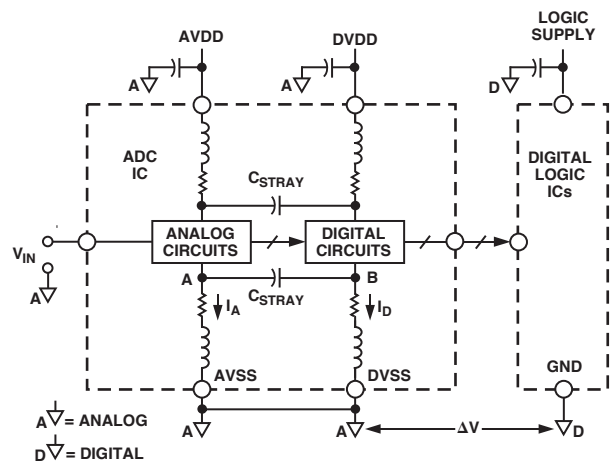 AVDD
DVDD
LOGIC
SUPPLY
A
A
D
ADC
IC
DIGITAL
LOGIC
ICs
CSTRAY
VIN
ANALOG
CIRCUITS
DIGITAL
CIRCUITS
A
A
CSTRAY
B
IA
ID
AVSS
DVSS
GND
A = ANALOG
D = DIGITAL
A
A
ΔV
D